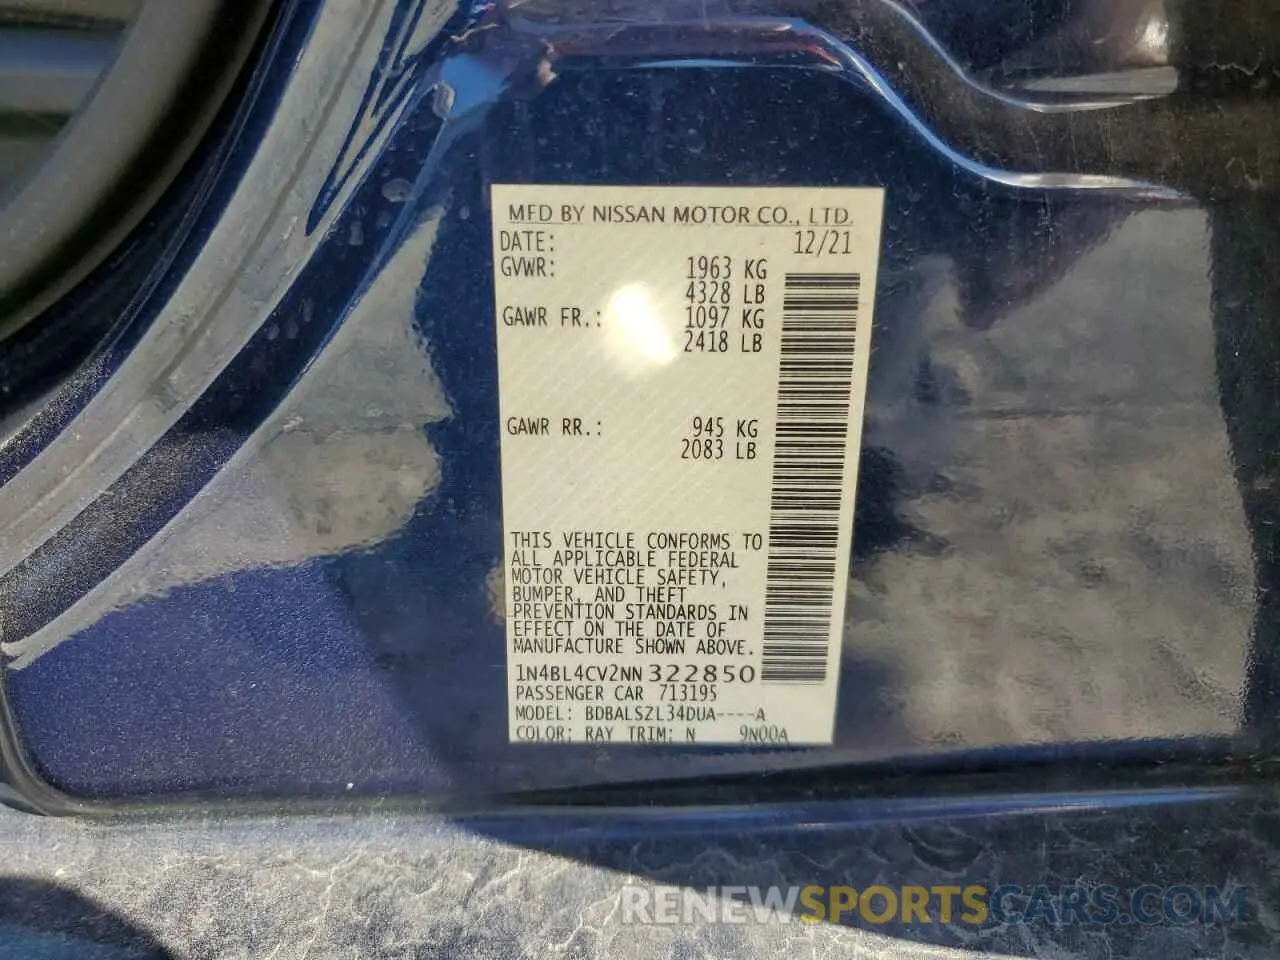 MFD BY NISSAN MOTOR CO., LTD.
DATE: 12/21
GVWR: 1963 KG
4328 LB
GAWR FR.: 1097 KG
2418 LB
GAWR RR.: 945 KG
2083 LB
THIS VEHICLE CONFORMS TO
ALL APPLICABLE FEDERAL
MOTOR VEHICLE SAFETY,
BUMPER, AND THEFT
PREVENTION STANDARDS IN
EFFECT ON THE DATE OF
MANUFACTURE SHOWN ABOVE.
1N4BL4CV2NN322850
PASSENGER CAR 713195
MODEL: BDBALSZL34DUA----A
COLOR: RAY TRIM: N 9N00A
RENEWSPORTSCARS.COM